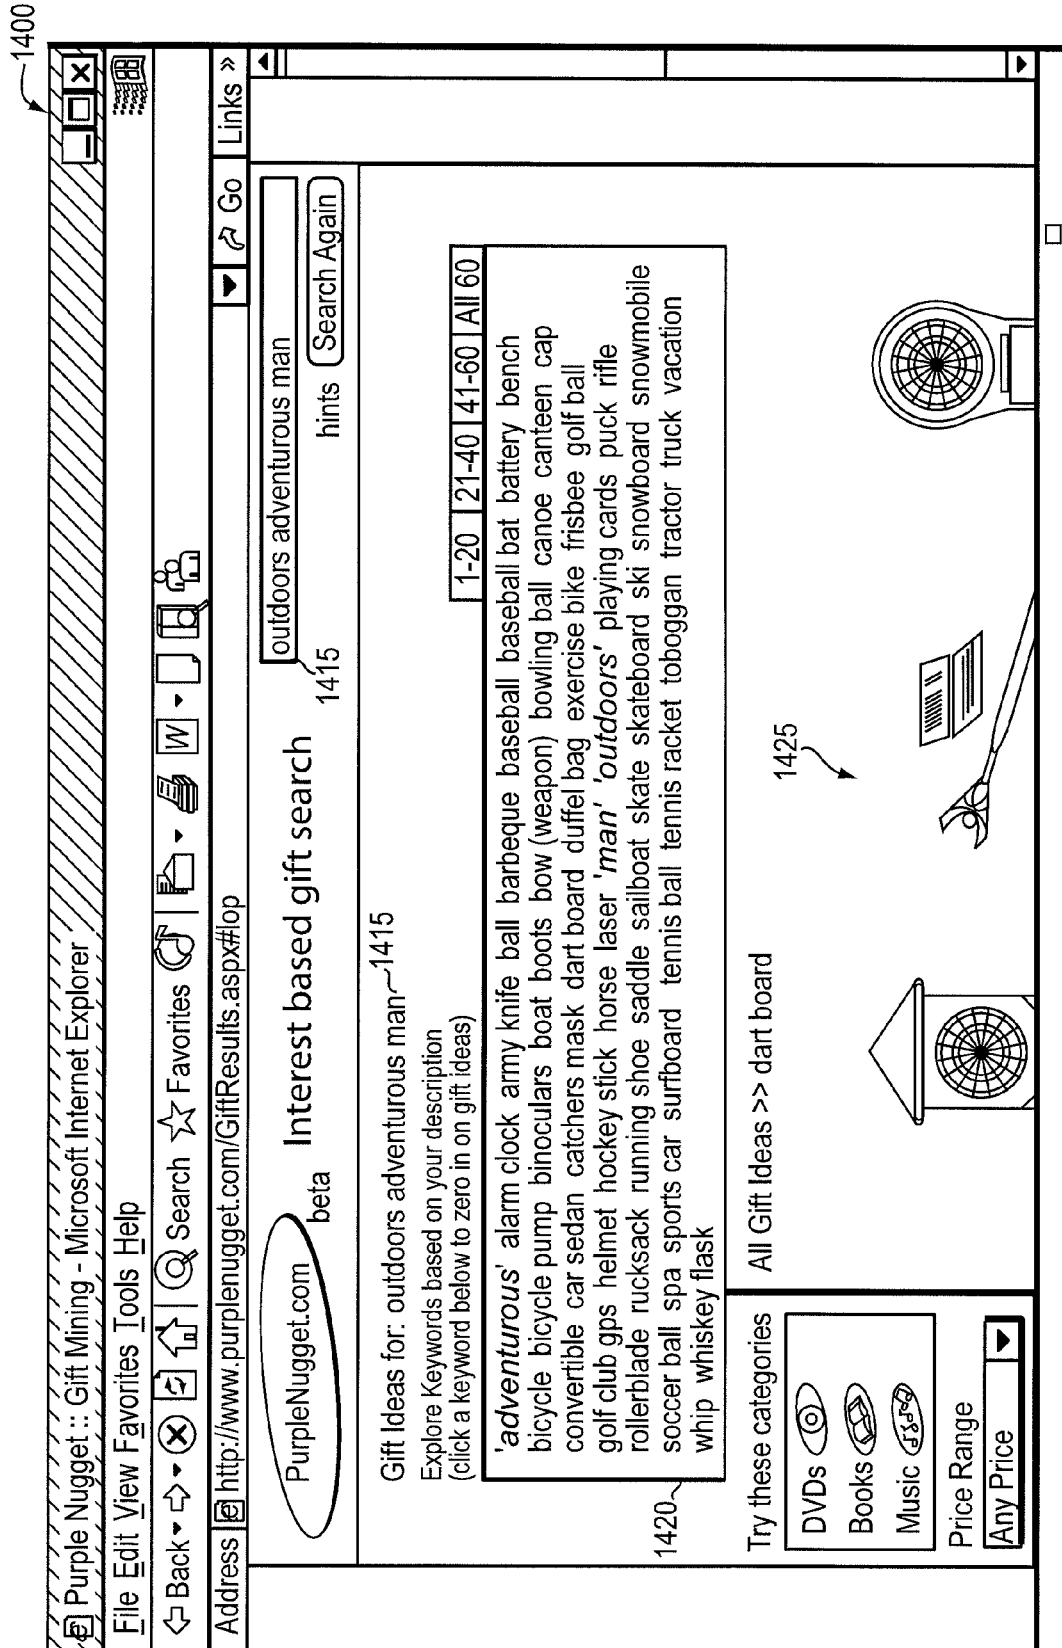 1400
Purple Nugget :: Gift Mining - Microsoft Internet Explorer
File Edit View Favorites Tools Help
Back Search Favorites W
Address http://www.purplenugget.com/GiftResults.aspx#lop Go Links »
PurpleNugget.com
beta
Interest based gift search
1415
outdoors adventurous man
hints Search Again
Gift Ideas for: outdoors adventurous man 1415
Explore Keywords based on your description
(click a keyword below to zero in on gift ideas)
1-20 21-40 41-60 All 60
1420
'adventurous' alarm clock army knife ball barbeque baseball baseball bat battery bench
bicycle bicycle pump binoculars boat boots bow (weapon) bowling ball canoe canteen cap
convertible car sedan catchers mask dart board duffel bag exercise bike frisbee golf ball
golf club gps helmet hockey stick horse laser 'man' 'outdoors' playing cards puck rifle
rollerblade rucksack running shoe saddle sailboat skate skateboard ski snowboard snowmobile
soccer ball spa sports car surfboard tennis ball tennis racket toboggan tractor truck vacation
whip whiskey flask
Try these categories
DVDs
Books
Music
Price Range
Any Price
All Gift Ideas >> dart board
1425